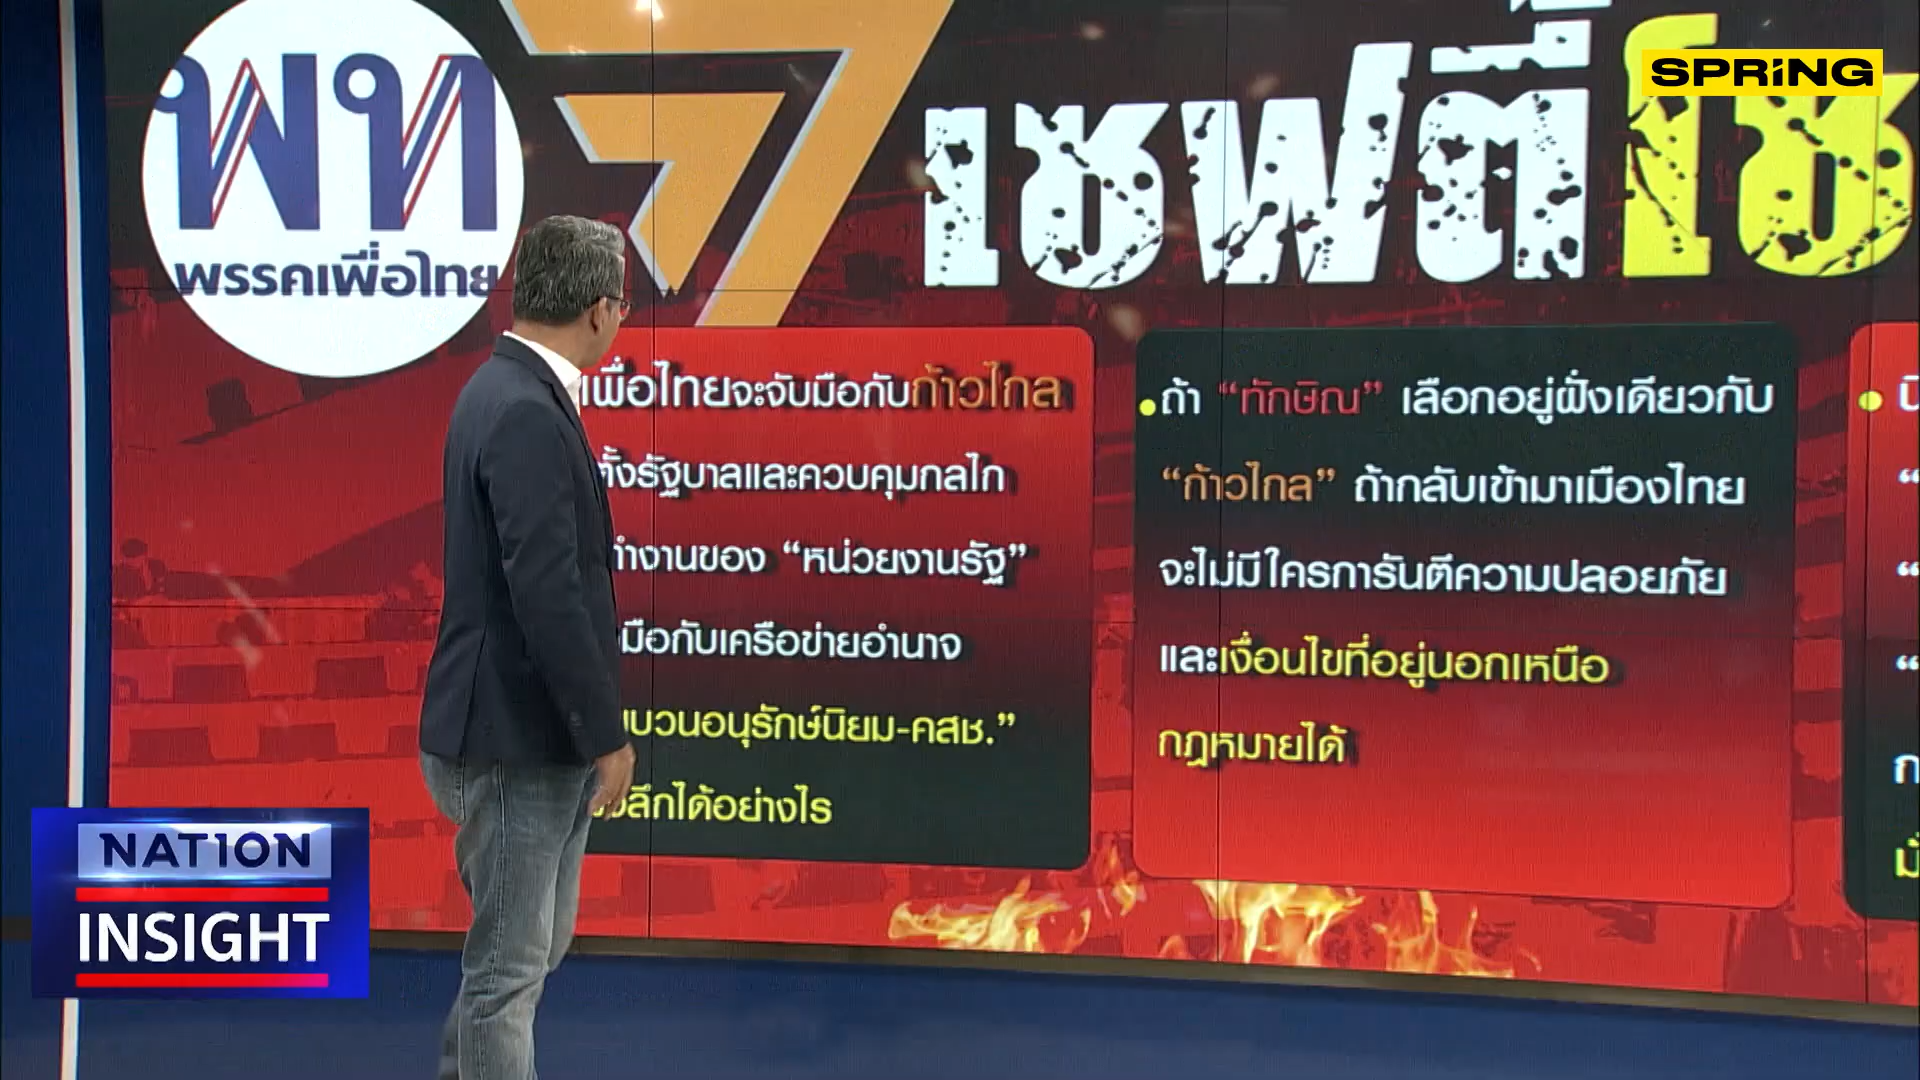 SPRiNG
พท
พรรคเพื่อไทย
เซฟตี้โซ
เพื่อไทยจะจับมือกับก้าวไกล
ตั้งรัฐบาลและควบคุมกลไก
ทำงานของ “หน่วยงานรัฐ”
มือกับเครือข่ายอำนาจ
บวนอนุรักษ์นิยม-คสช.”
ลึกได้อย่างไร
ถ้า “ทักษิณ” เลือกอยู่ฝั่งเดียวกับ
“ก้าวไกล” ถ้ากลับเข้ามาเมืองไทย
จะไม่มีใครการันตีความปลอยภัย
และเงื่อนไขที่อยู่นอกเหนือ
กฎหมายได้
NATION
INSIGHT